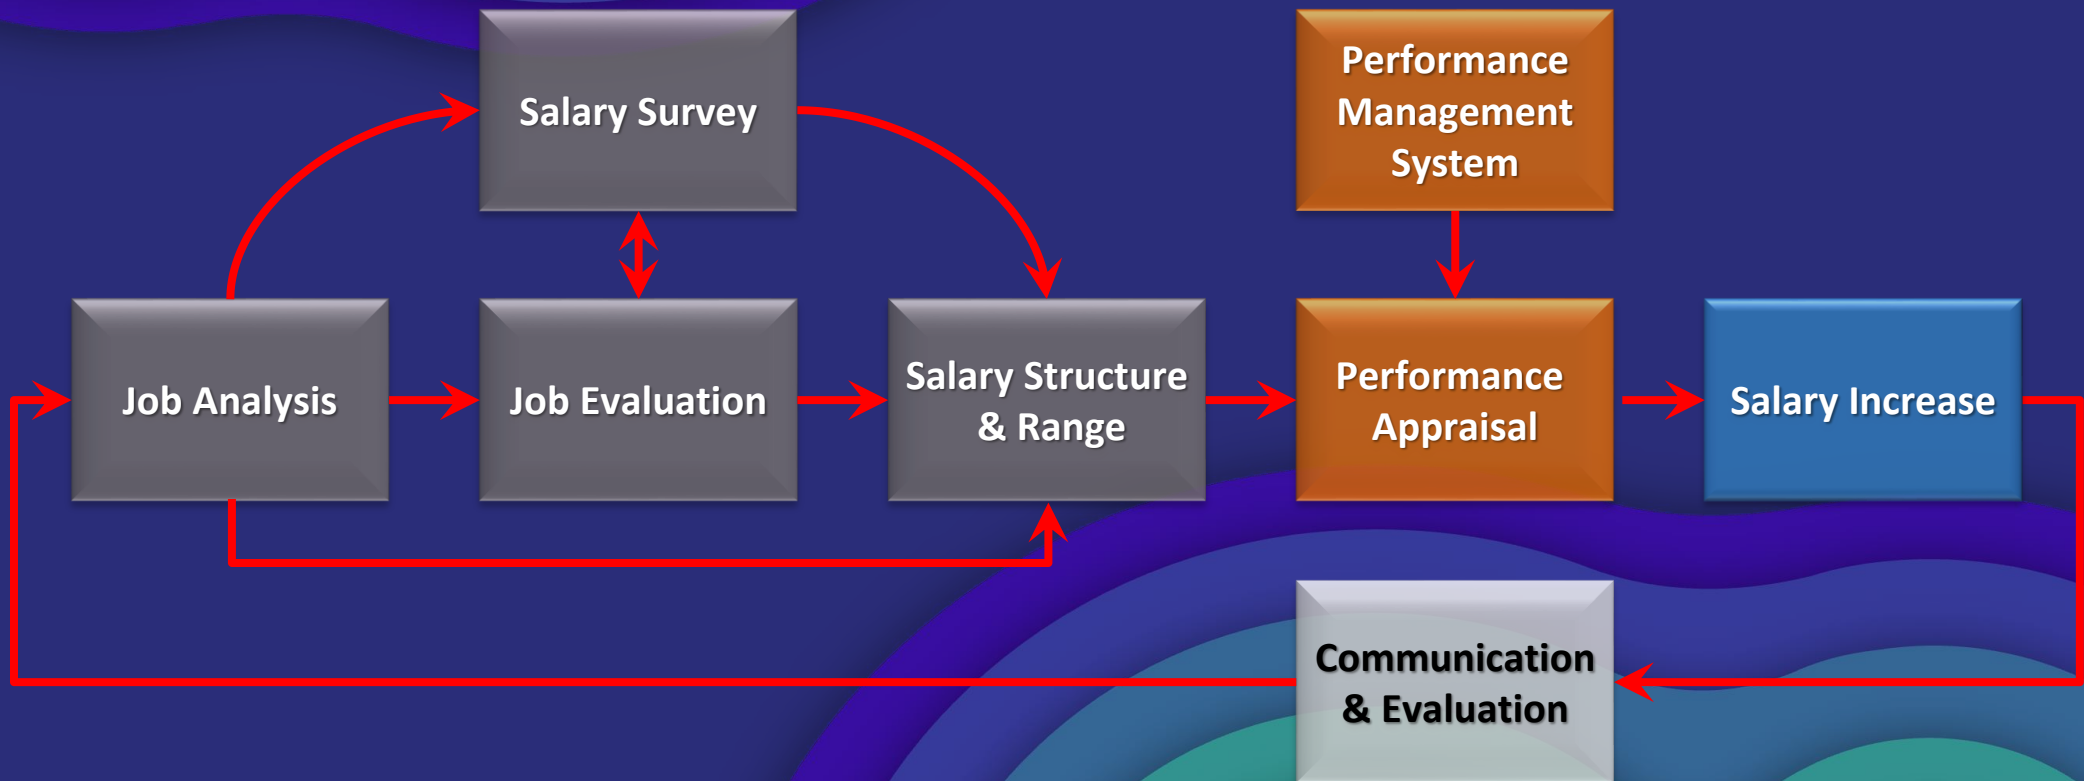 Salary Survey
Performance
Management
System
Job Analysis
Job Evaluation
Salary Structure
& Range
Performance
Appraisal
Salary Increase
Communication
& Evaluation